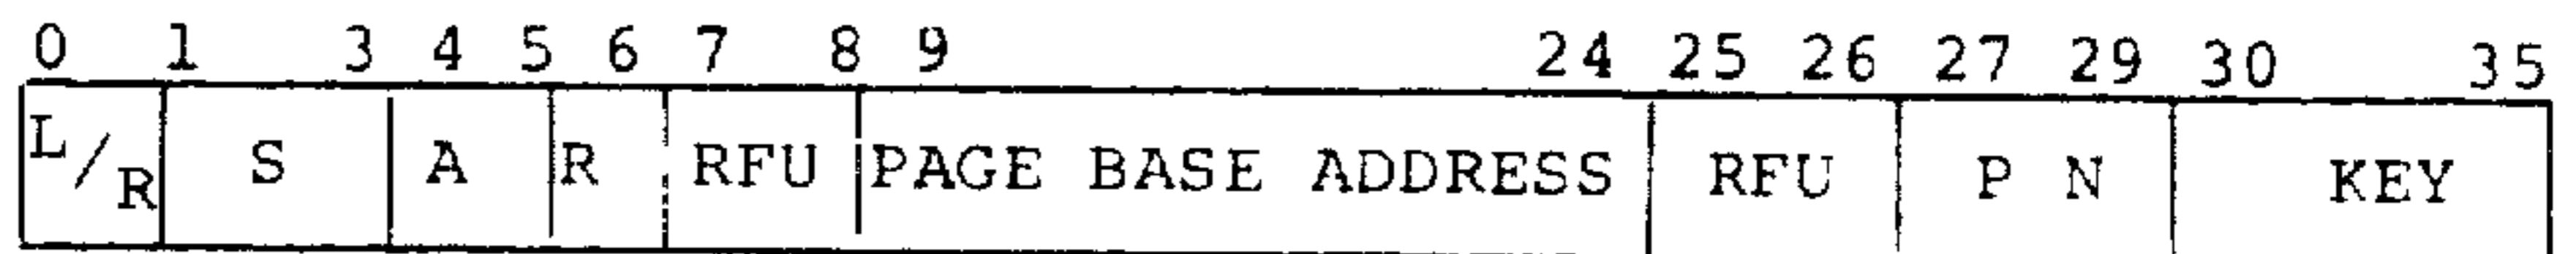 0 1 3 4 5 6 7 8 9 24 25 26 27 29 30 35
L/R S A R RFU PAGE BASE ADDRESS RFU P N KEY